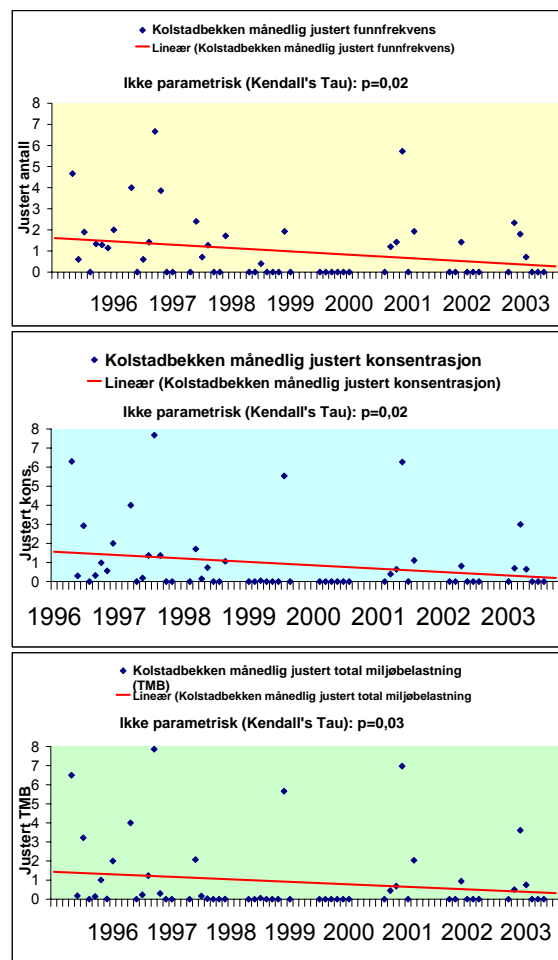 Kolstadbekken månedlig justert funnfrekvens
Lineær (Kolstadbekken månedlig justert funnfrekvens)
Ikke parametrisk (Kendall's Tau): p=0,02
Justert antall
8
7
6
5
4
3
2
1
0
1996 1997 1998 1999 2000 2001 2002 2003
Kolstadbekken månedlig justert konsentrasjon
Lineær (Kolstadbekken månedlig justert konsentrasjon)
Ikke parametrisk (Kendall's Tau): p=0,02
Justert kons.
8
7
6
5
4
3
2
1
0
1996 1996 1997 1998 1999 2000 2001 2002 2003
Kolstadbekken månedlig justert total miljøbelastning
(TMB)
Lineær (Kolstadbekken månedlig justert total miljøbelastning
Ikke parametrisk (Kendall's Tau): p=0,03
Justert TMB
8
7
6
5
4
3
2
1
0
1996 1997 1998 1999 2000 2001 2002 2003